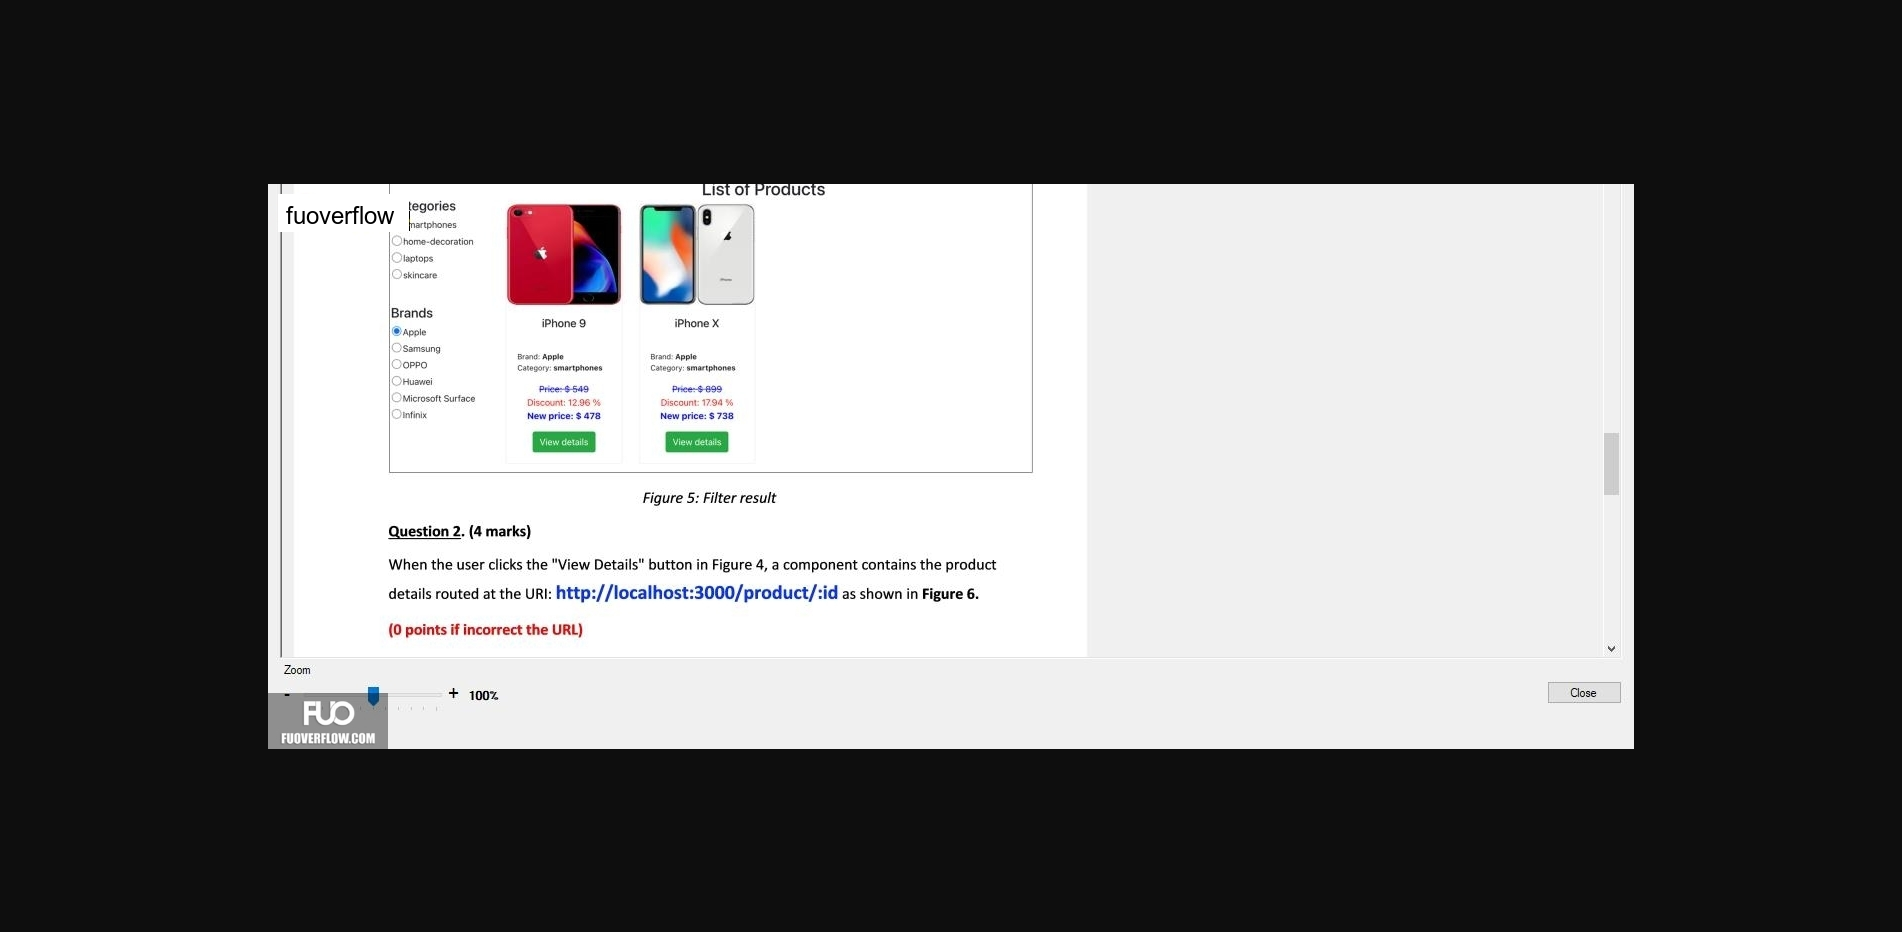 List of Products
fuoverflow
tegories
martphones
home-decoration
laptops
skincare
Brands
Apple
Samsung
OPPO
Huawei
Microsoft Surface
Infinix
iPhone 9
Brand: Apple
Category: smartphones
Price: $ 549
Discount: 12.96 %
New price: $ 478
View details
iPhone X
Brand: Apple
Category: smartphones
Price: $ 899
Discount: 17.94 %
New price: $ 738
View details
Figure 5: Filter result
Question 2. (4 marks)
When the user clicks the "View Details" button in Figure 4, a component contains the product
details routed at the URI: http://localhost:3000/product/:id as shown in Figure 6.
(0 points if incorrect the URL)
Zoom
- + 100%
Close
FUO
FUOVERFLOW.COM